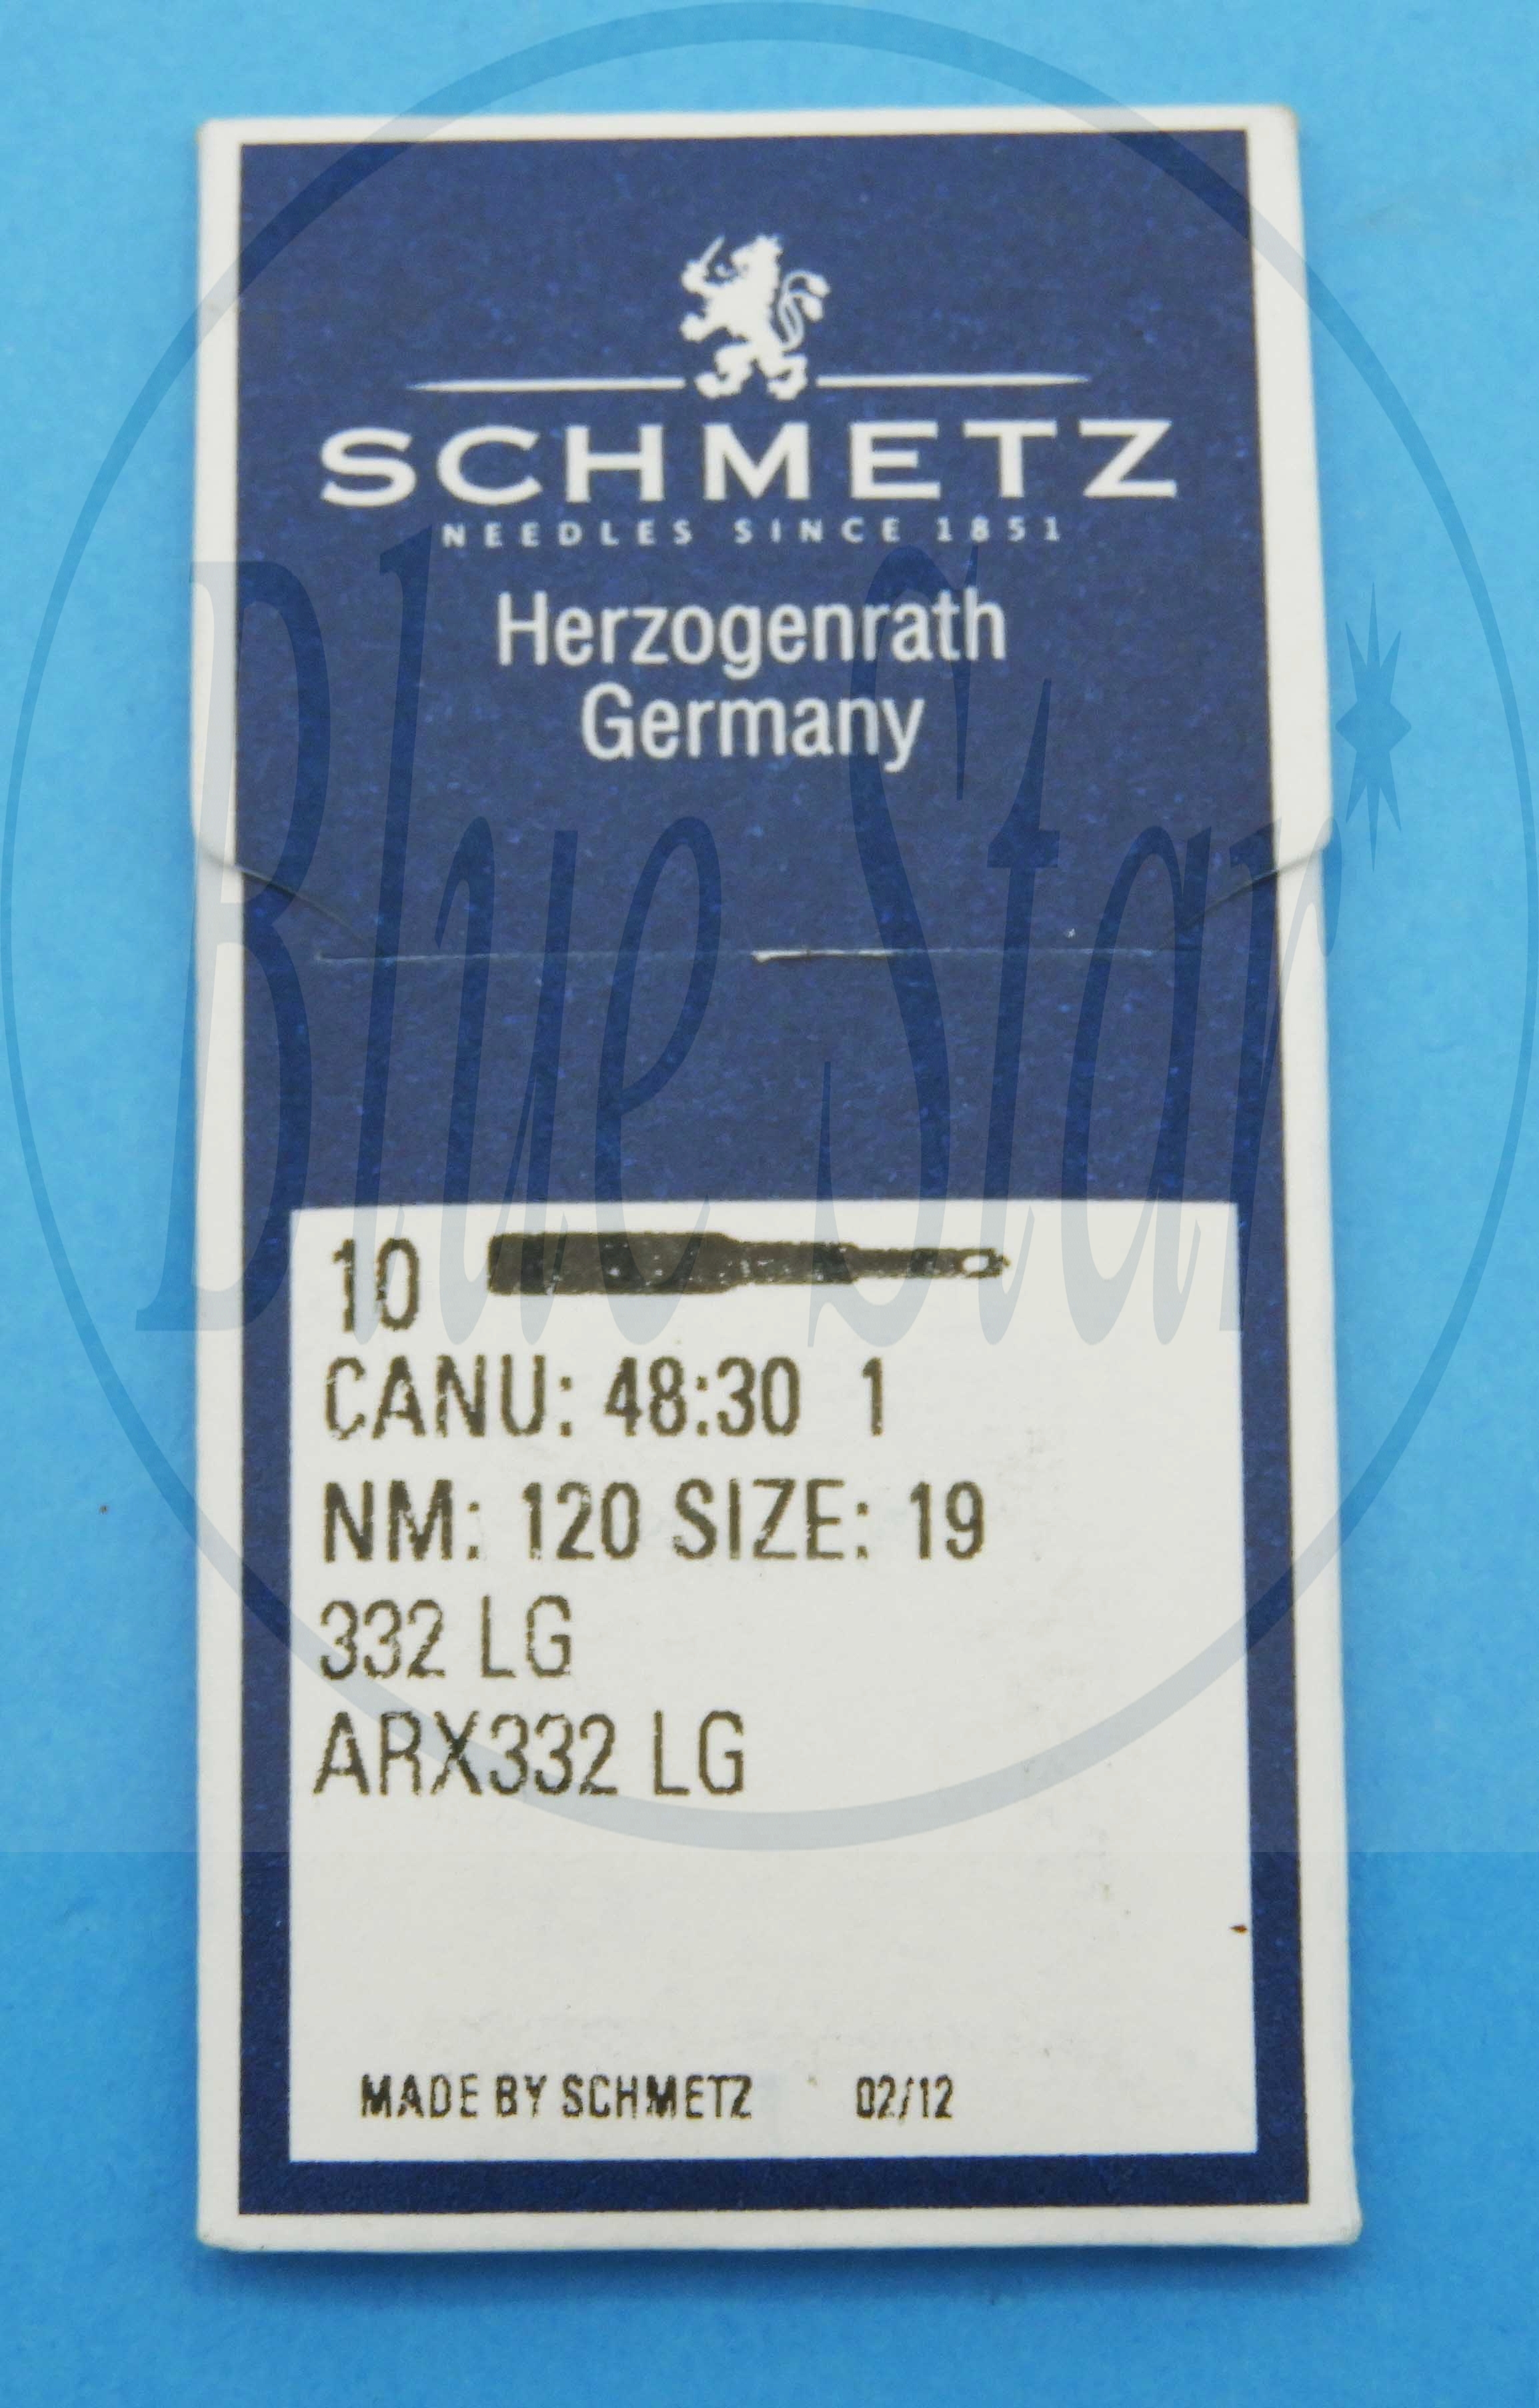 SCHMETZ
NEEDLES SINCE 1851
Herzogenrath
Germany
Blue Star
10
CANU: 48:30 1
NM: 120 SIZE: 19
332 LG
ARX332 LG
MADE BY SCHMETZ 02/12